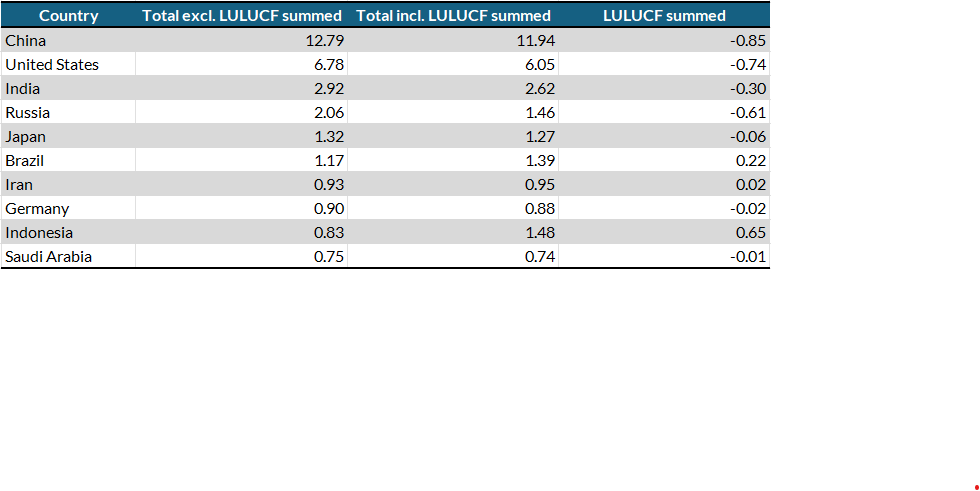 Country Total excl. LULUCF summed Total incl. LULUCF summed LULUCF summed
China 12.79 11.94 -0.85
United States 6.78 6.05 -0.74
India 2.92 2.62 -0.30
Russia 2.06 1.46 -0.61
Japan 1.32 1.27 -0.06
Brazil 1.17 1.39 0.22
Iran 0.93 0.95 0.02
Germany 0.90 0.88 -0.02
Indonesia 0.83 1.48 0.65
Saudi Arabia 0.75 0.74 -0.01